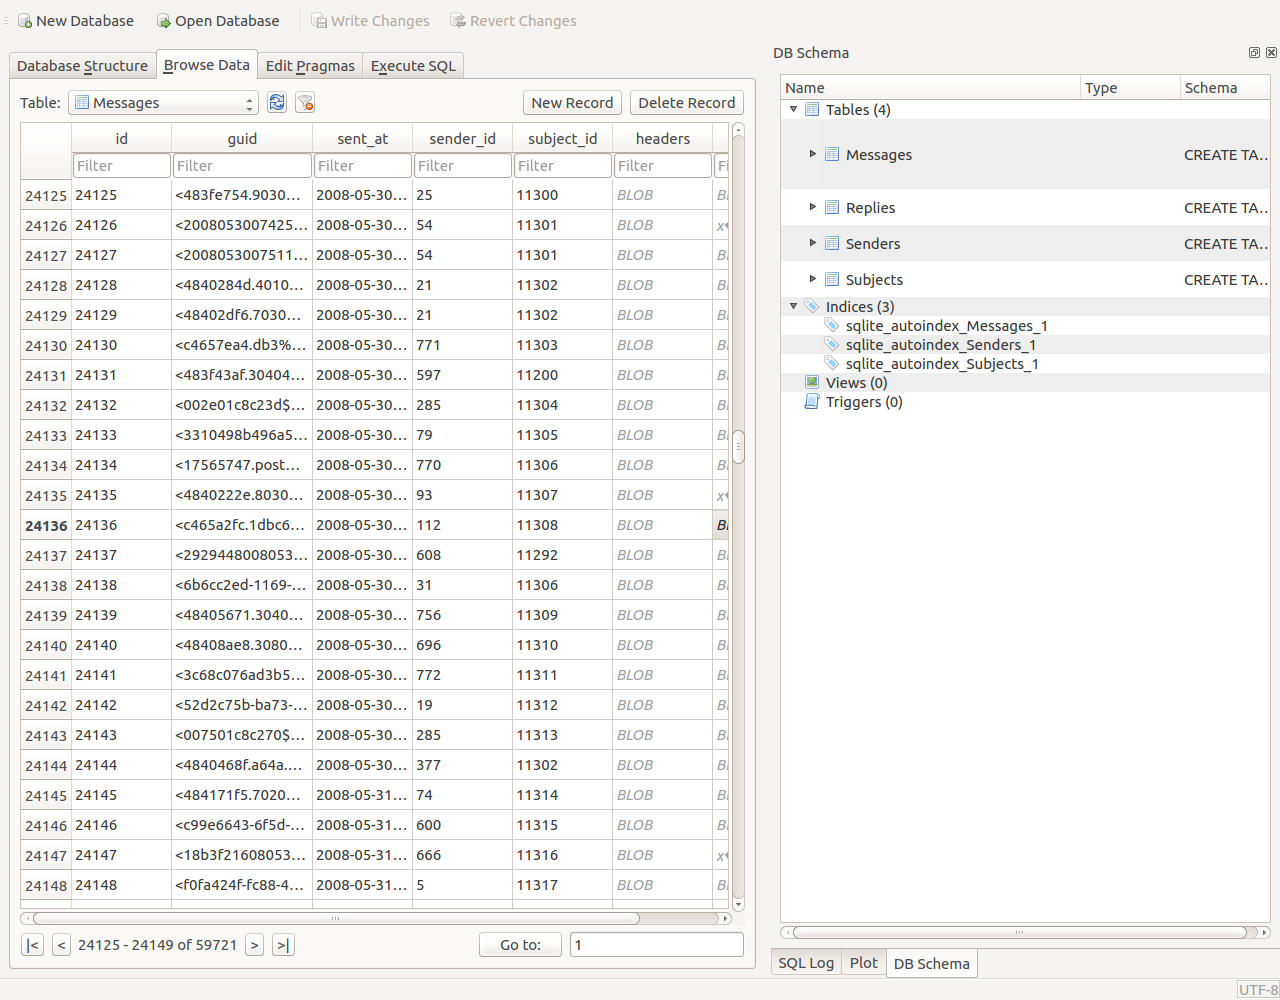 New Database Open Database Write Changes Revert Changes
Database Structure Browse Data Edit Pragmas Execute SQL
Table: Messages New Record Delete Record
id guid sent_at sender_id subject_id headers
Filter Filter Filter Filter Filter Filter
24125 24125 <483fe754.9030... 2008-05-30... 25 11300 BLOB
24126 24126 <2008053007425... 2008-05-30... 54 11301 BLOB
24127 24127 <2008053007511... 2008-05-30... 54 11301 BLOB
24128 24128 <4840284d.4010... 2008-05-30... 21 11302 BLOB
24129 24129 <48402df6.7030... 2008-05-30... 21 11302 BLOB
24130 24130 <c4657ea4.db3%... 2008-05-30... 771 11303 BLOB
24131 24131 <483f43af.30404... 2008-05-30... 597 11200 BLOB
24132 24132 <002e01c8c23d$... 2008-05-30... 285 11304 BLOB
24133 24133 <3310498b496a5... 2008-05-30... 79 11305 BLOB
24134 24134 <17565747.post... 2008-05-30... 770 11306 BLOB
24135 24135 <4840222e.8030... 2008-05-30... 93 11307 BLOB
24136 24136 <c465a2fc.1dbc6... 2008-05-30... 112 11308 BLOB
24137 24137 <2929448008053... 2008-05-30... 608 11292 BLOB
24138 24138 <6b6cc2ed-1169-... 2008-05-30... 31 11306 BLOB
24139 24139 <48405671.3040... 2008-05-30... 756 11309 BLOB
24140 24140 <48408ae8.3080... 2008-05-30... 696 11310 BLOB
24141 24141 <3c68c076ad3b5... 2008-05-30... 772 11311 BLOB
24142 24142 <52d2c75b-ba73-... 2008-05-30... 19 11312 BLOB
24143 24143 <007501c8c270$... 2008-05-30... 285 11313 BLOB
24144 24144 <4840468f.a64a.... 2008-05-30... 377 11302 BLOB
24145 24145 <484171f5.7020... 2008-05-31... 74 11314 BLOB
24146 24146 <c99e6643-6f5d-... 2008-05-31... 600 11315 BLOB
24147 24147 <18b3f21608053... 2008-05-31... 666 11316 BLOB
24148 24148 <f0fa424f-fc88-4... 2008-05-31... 5 11317 BLOB
|< < 24125 - 24149 of 59721 > >| Go to: 1
DB Schema
Name Type Schema
Tables (4)
Messages CREATE TA...
Replies CREATE TA...
Senders CREATE TA...
Subjects CREATE TA...
Indices (3)
sqlite_autoindex_Messages_1
sqlite_autoindex_Senders_1
sqlite_autoindex_Subjects_1
Views (0)
Triggers (0)
SQL Log Plot DB Schema
UTF-8